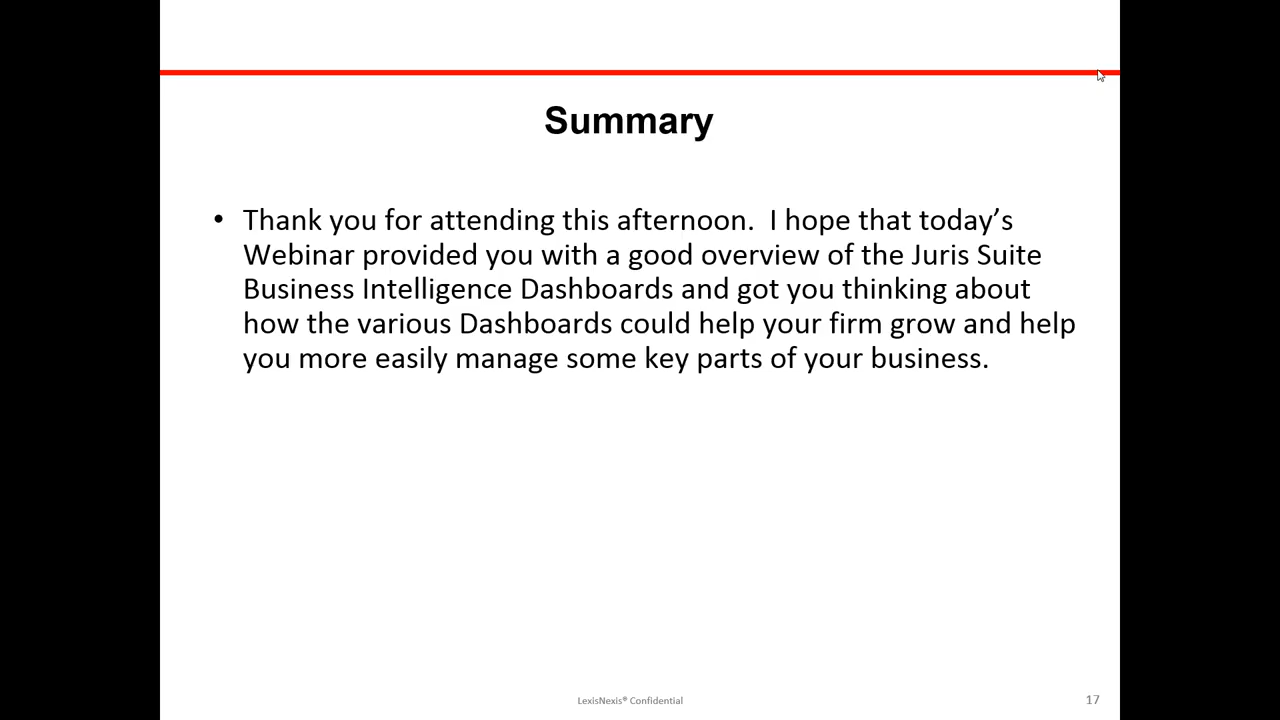 Summary
• Thank you for attending this afternoon.  I hope that today’s
Webinar provided you with a good overview of the Juris Suite
Business Intelligence Dashboards and got you thinking about
how the various Dashboards could help your firm grow and help
you more easily manage some key parts of your business.
LexisNexis® Confidential
17